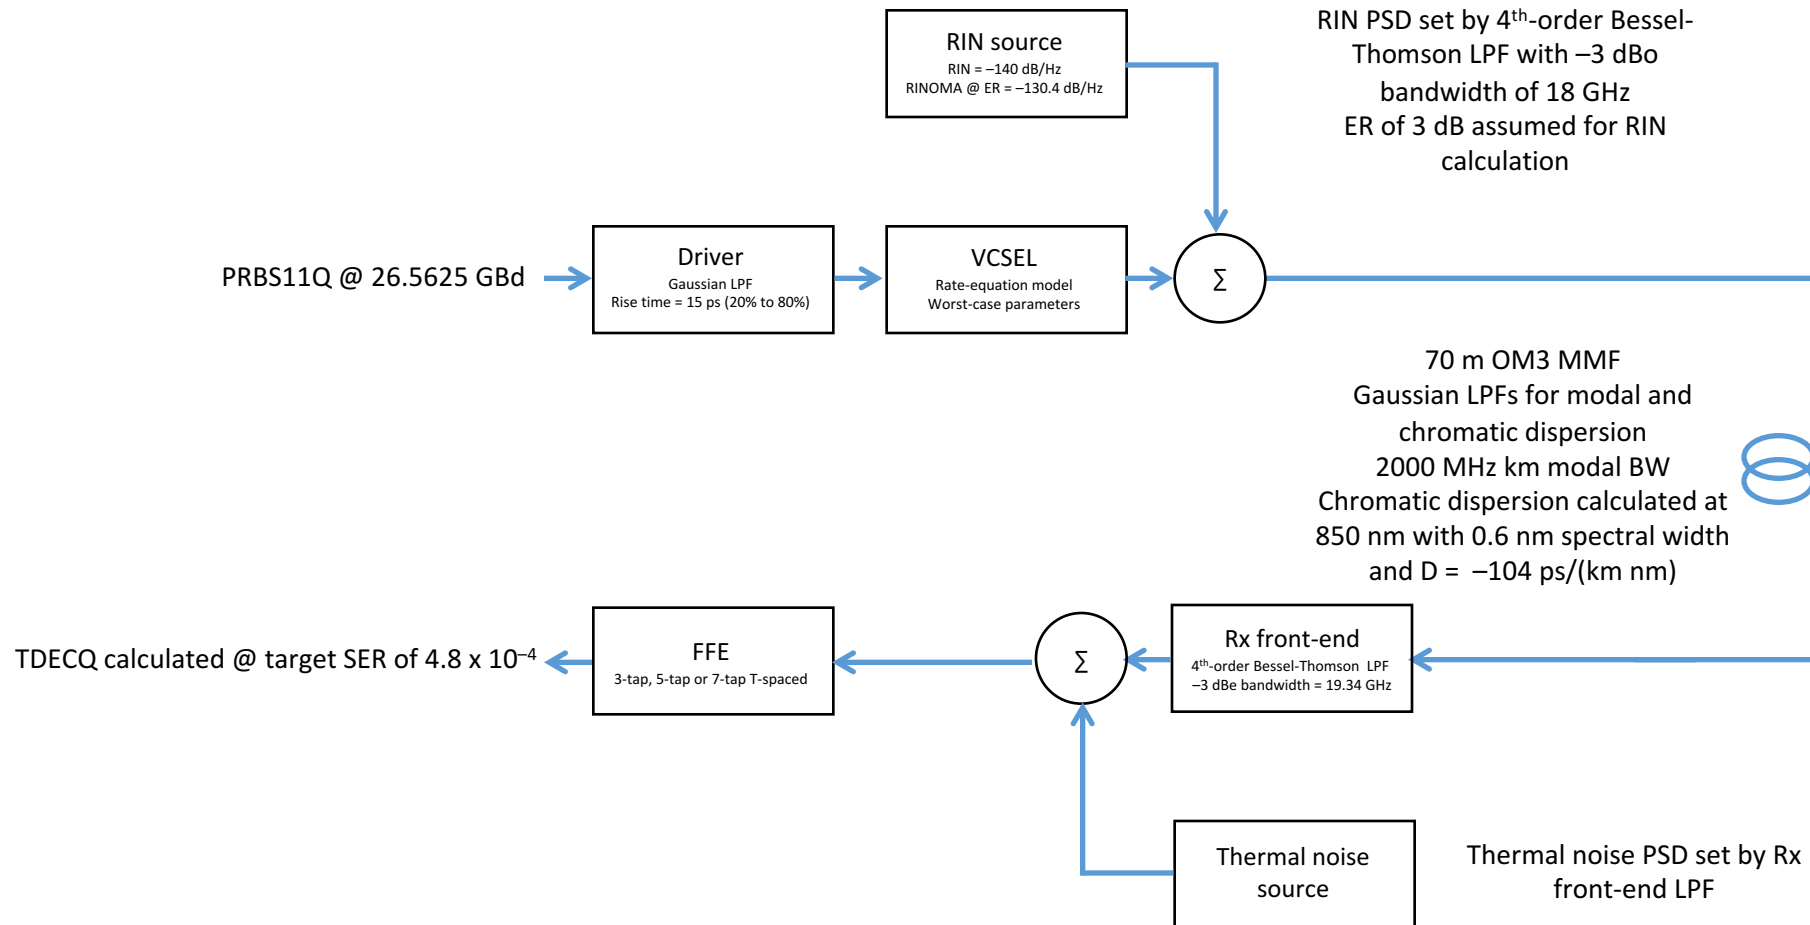 RIN source
RIN = –140 dB/Hz
RINOMA @ ER = –130.4 dB/Hz
RIN PSD set by 4th-order Bessel-
Thomson LPF with –3 dBo
bandwidth of 18 GHz
ER of 3 dB assumed for RIN
calculation
PRBS11Q @ 26.5625 GBd
Driver
Gaussian LPF
Rise time = 15 ps (20% to 80%)
VCSEL
Rate-equation model
Worst-case parameters
∑
70 m OM3 MMF
Gaussian LPFs for modal and
chromatic dispersion
2000 MHz km modal BW
Chromatic dispersion calculated at
850 nm with 0.6 nm spectral width
and D = –104 ps/(km nm)
TDECQ calculated @ target SER of 4.8 x 10–4
FFE
3-tap, 5-tap or 7-tap T-spaced
∑
Rx front-end
4th-order Bessel-Thomson LPF
–3 dBe bandwidth = 19.34 GHz
Thermal noise
source
Thermal noise PSD set by Rx
front-end LPF